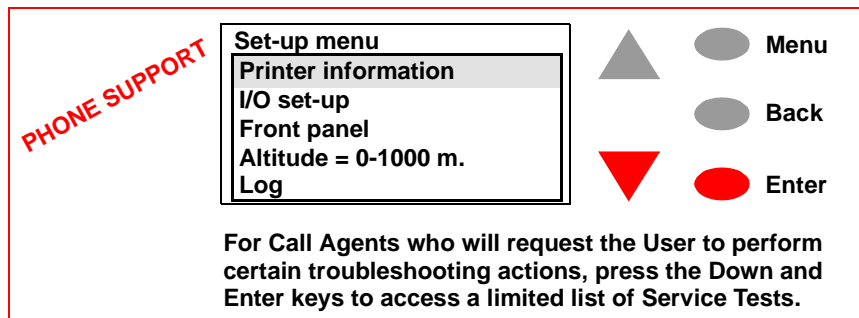 PHONE SUPPORT
Set-up menu
Printer information
I/O set-up
Front panel
Altitude = 0-1000 m.
Log
Menu
Back
Enter
For Call Agents who will request the User to perform
certain troubleshooting actions, press the Down and
Enter keys to access a limited list of Service Tests.